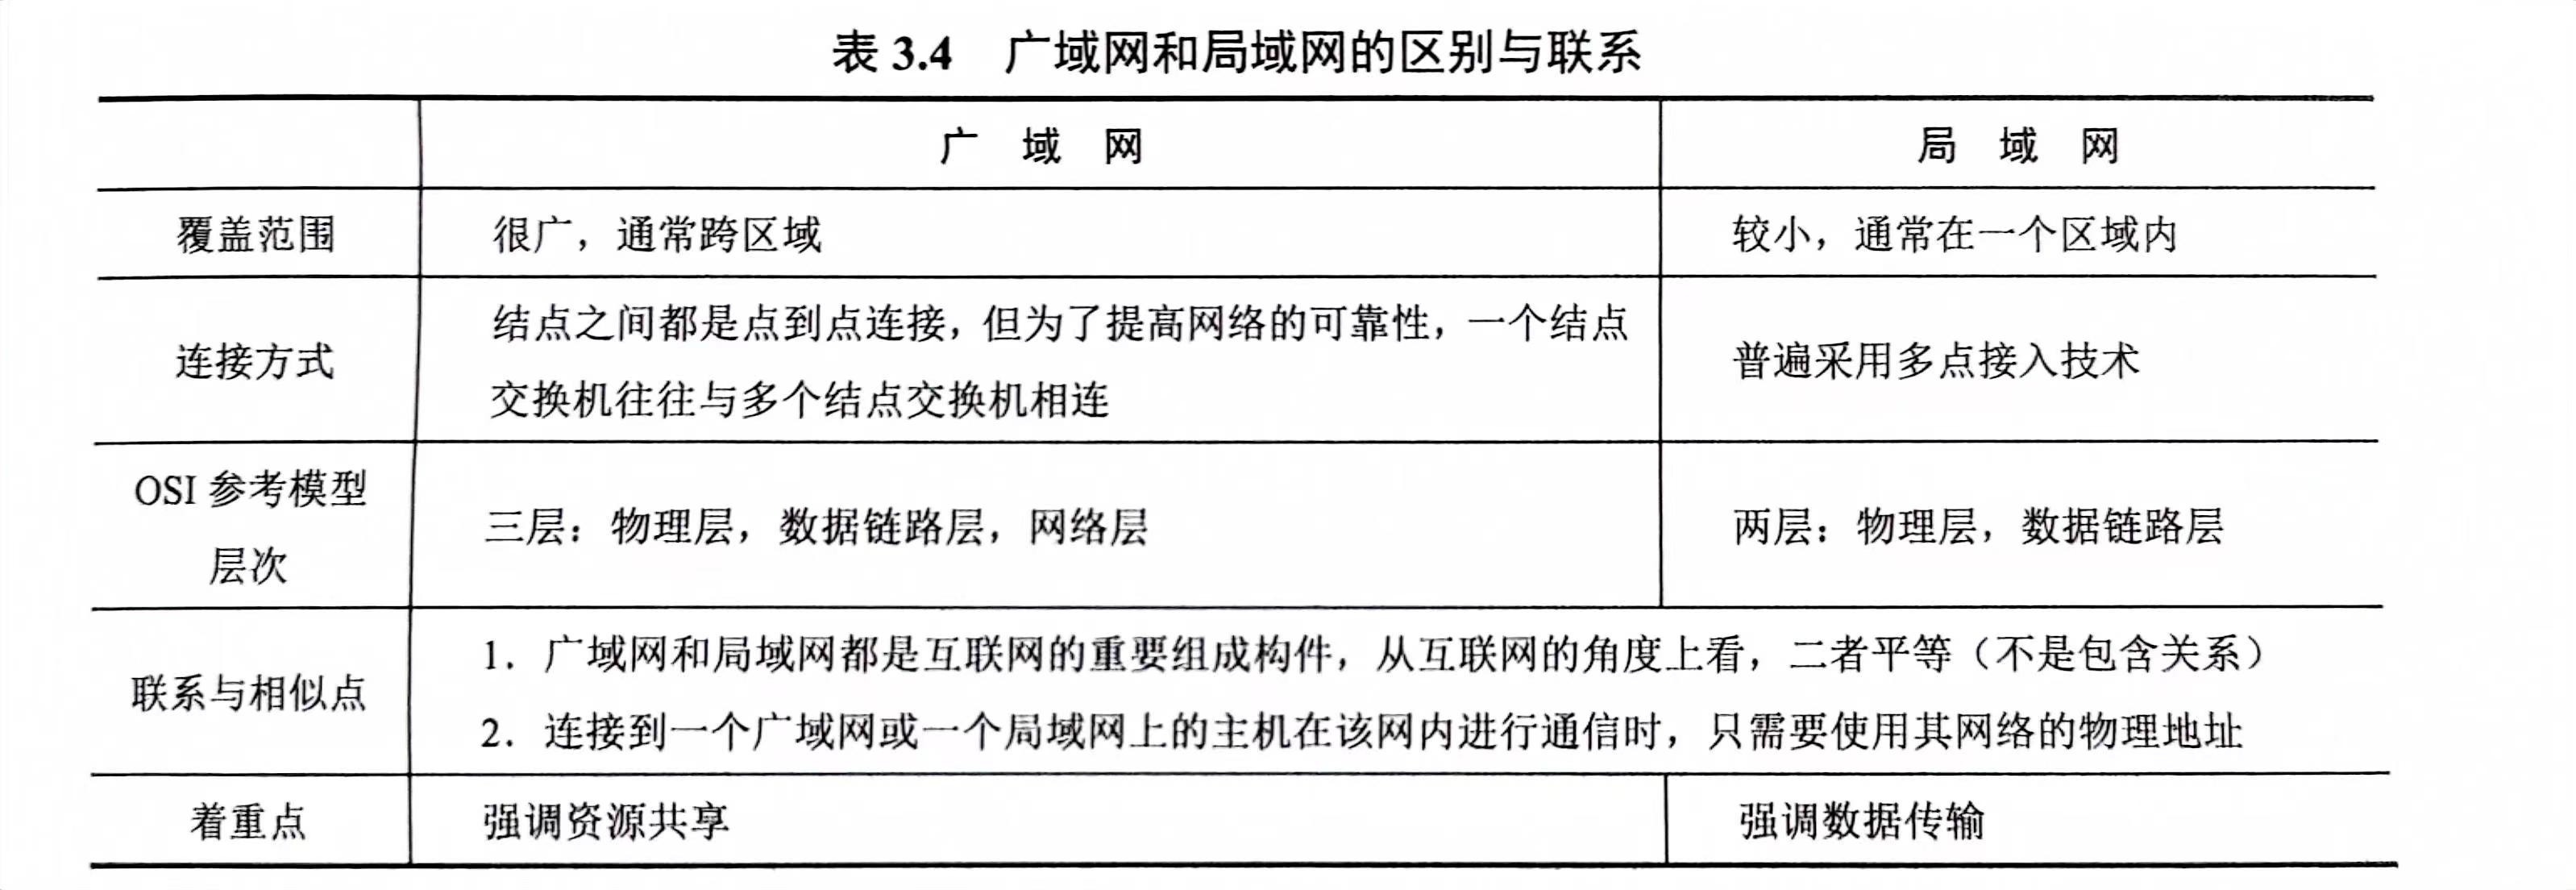 表 3.4 广域网和局域网的区别与联系
广 域 网 局 域 网
覆盖范围 很广，通常跨区域 较小，通常在一个区域内
连接方式 结点之间都是点到点连接，但为了提高网络的可靠性，一个结点
交换机往往与多个结点交换机相连 普遍采用多点接入技术
OSI 参考模型
层次 三层：物理层，数据链路层，网络层 两层：物理层，数据链路层
联系与相似点 1．广域网和局域网都是互联网的重要组成构件，从互联网的角度上看，二者平等（不是包含关系）
2．连接到一个广域网或一个局域网上的主机在该网内进行通信时，只需要使用其网络的物理地址
着重点 强调资源共享 强调数据传输